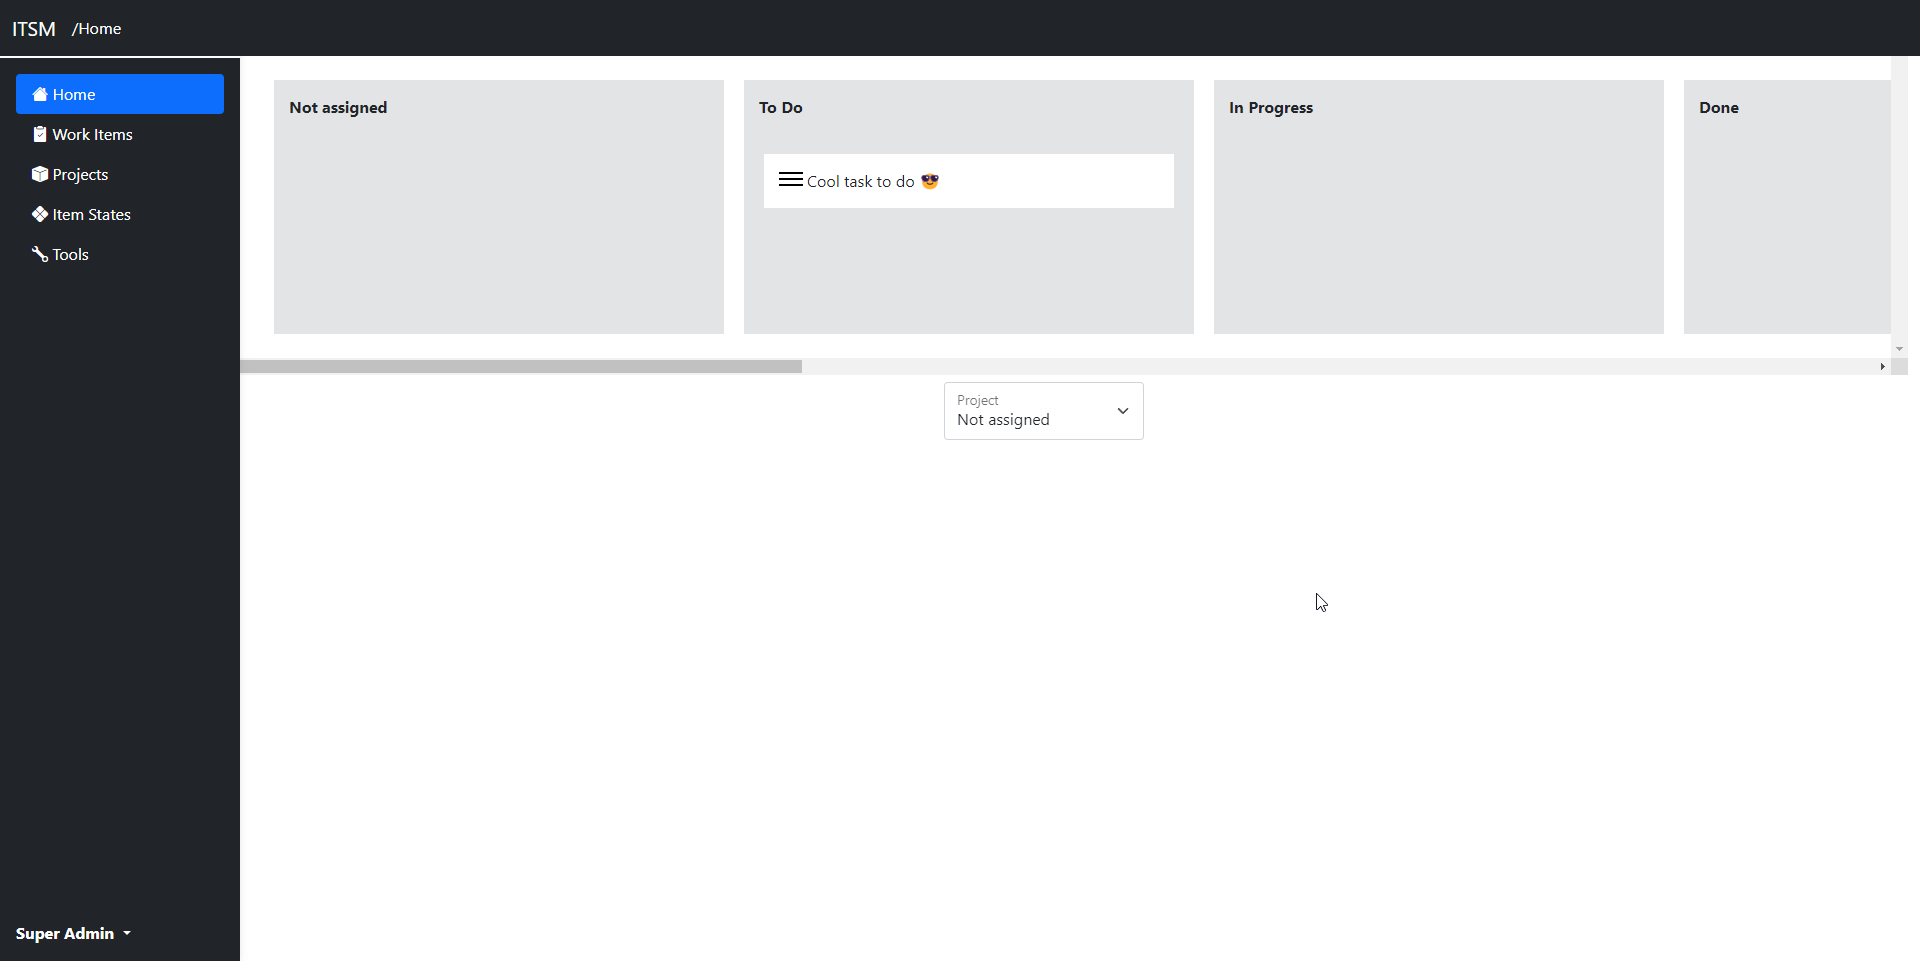 ITSM /Home
Home
Work Items
Projects
Item States
Tools
Super Admin
Not assigned
To Do
Cool task to do 😎
In Progress
Done
Project
Not assigned